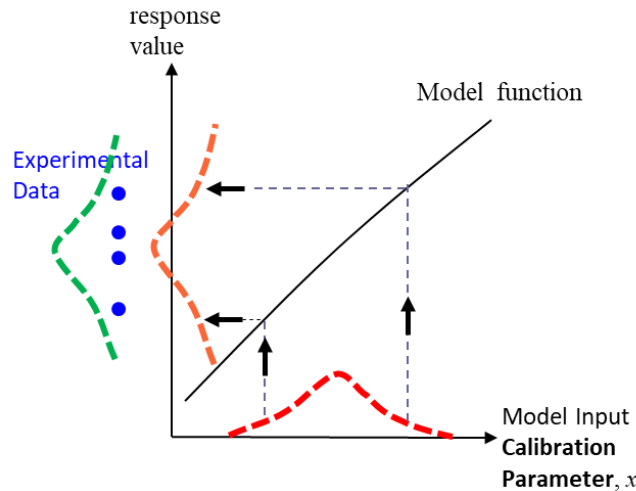 response
value
Model function
Experimental
Data
Model Input
Calibration
Parameter, x